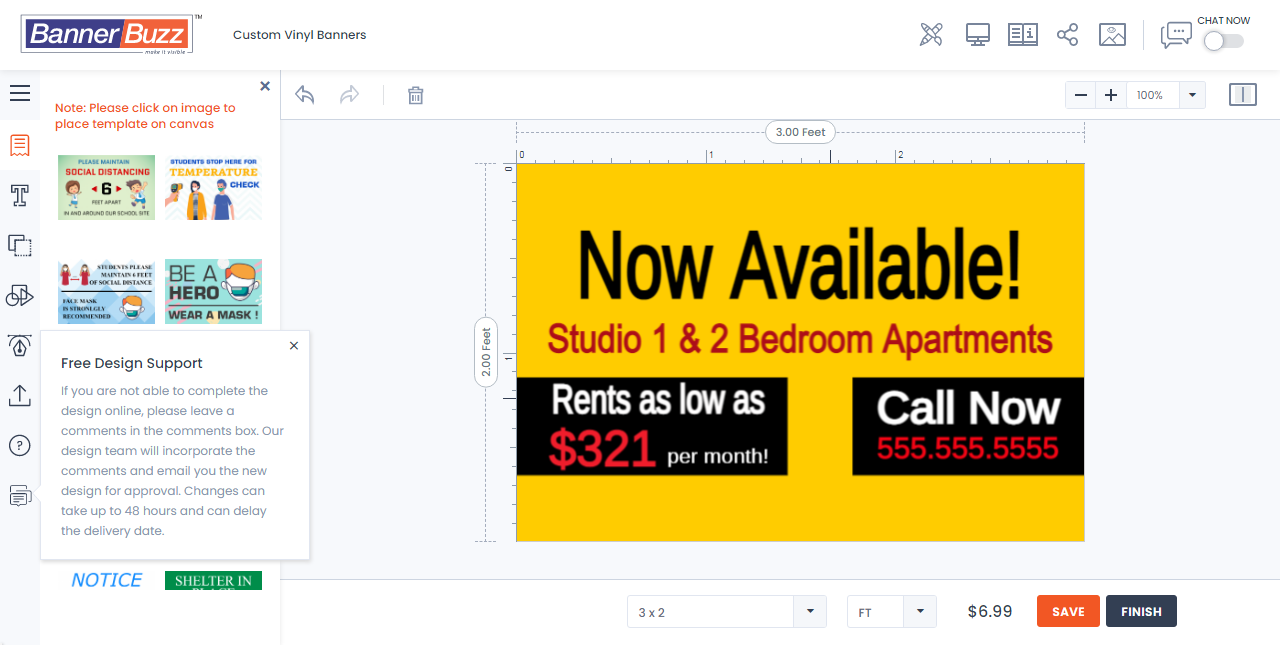 BannerBuzz™
make it visible
Custom Vinyl Banners
CHAT NOW
Note: Please click on image to
place template on canvas
100%
3.00 Feet
0 1 2
0
1
2.00 Feet
PLEASE MAINTAIN
SOCIAL DISTANCING
6
FEET APART
IN AND AROUND OUR SCHOOL SITE
STUDENTS STOP HERE FOR
TEMPERATURE
CHECK
STUDENTS PLEASE
MAINTAIN 6 FEET
OF SOCIAL DISTANCE
FACE MASK
IS STRONLGLY
RECOMMENDED
BE A
HERO
WEAR A MASK !
Free Design Support
If you are not able to complete the
design online, please leave a
comments in the comments box. Our
design team will incorporate the
comments and email you the new
design for approval. Changes can
take up to 48 hours and can delay
the delivery date.
NOTICE
SHELTER IN
PLACE
Now Available!
Studio 1 & 2 Bedroom Apartments
Rents as low as
$321 per month!
Call Now
555.555.5555
3 x 2
FT
$6.99
SAVE
FINISH